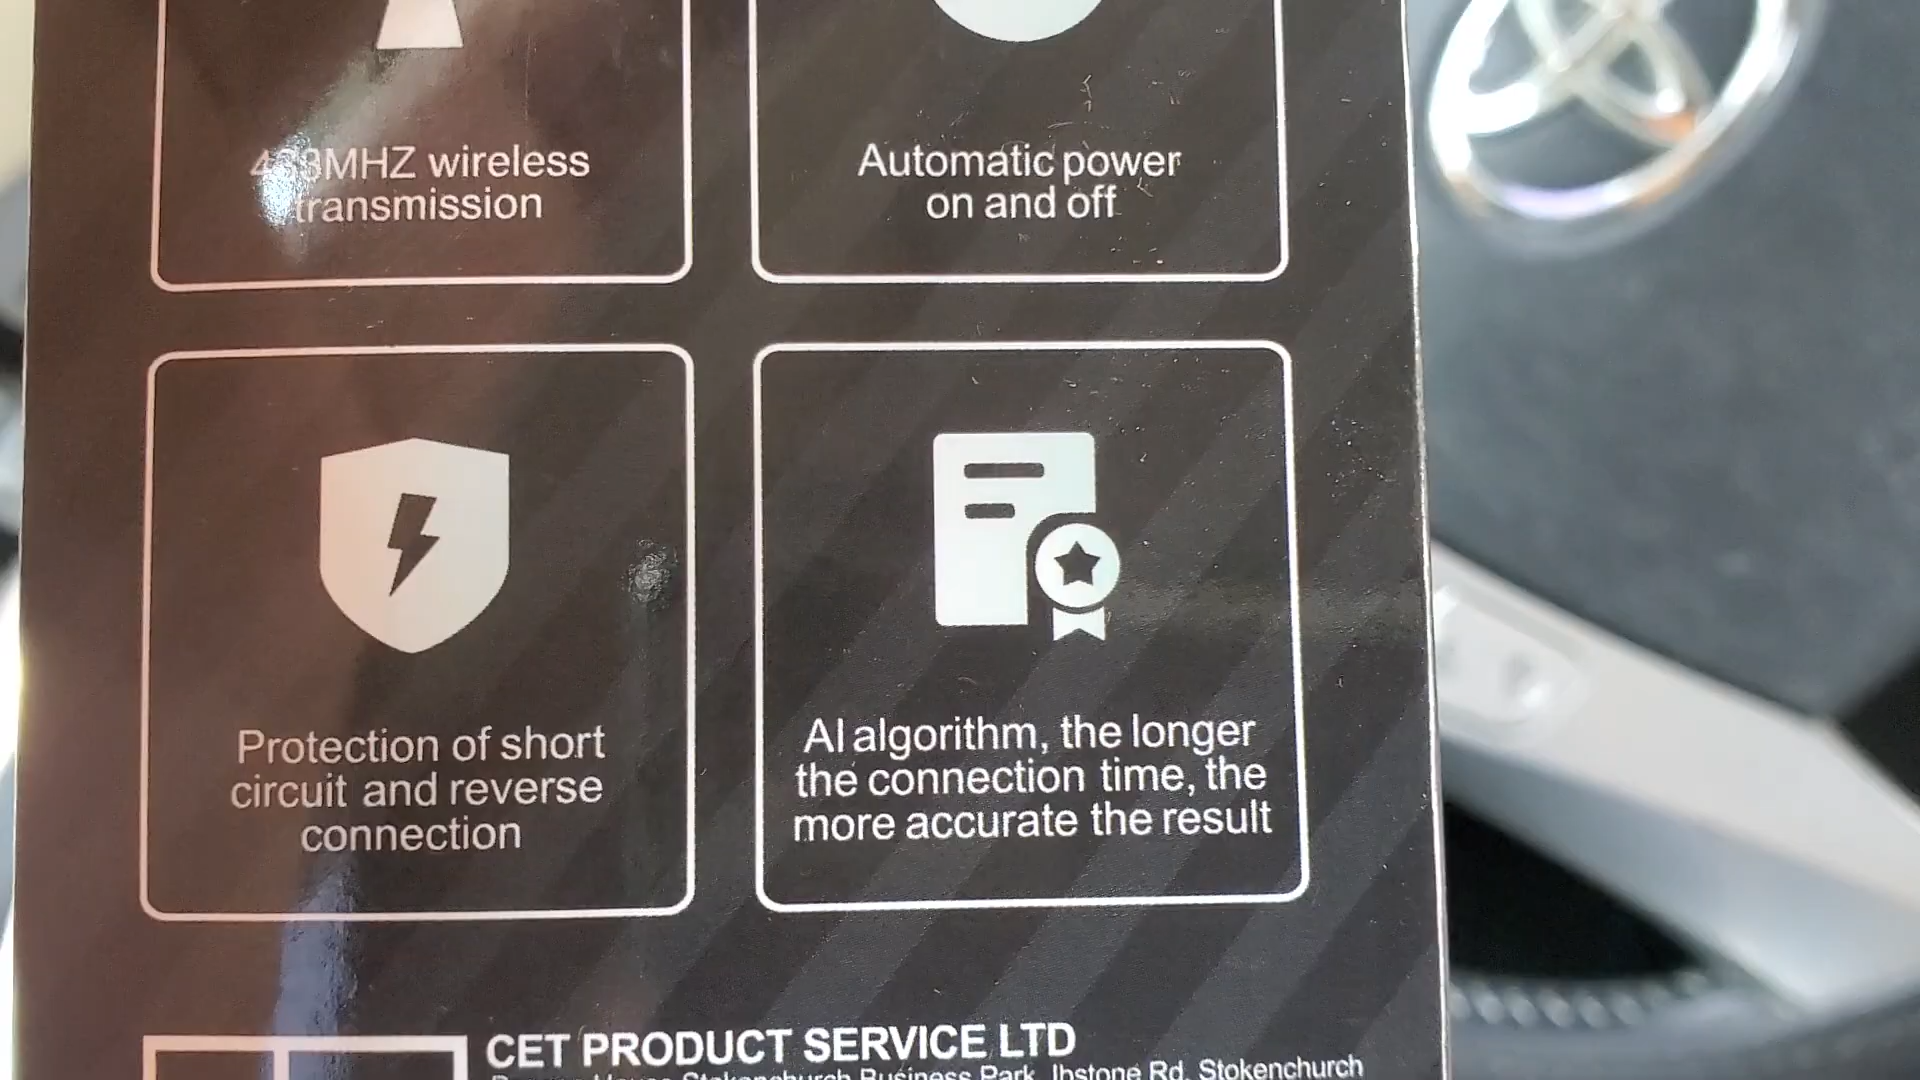 433MHZ wireless
transmission
Automatic power
on and off
Protection of short
circuit and reverse
connection
AI algorithm, the longer
the connection time, the
more accurate the result
CET PRODUCT SERVICE LTD
Stokenchurch Business Park, Ibstone Rd, Stokenchurch